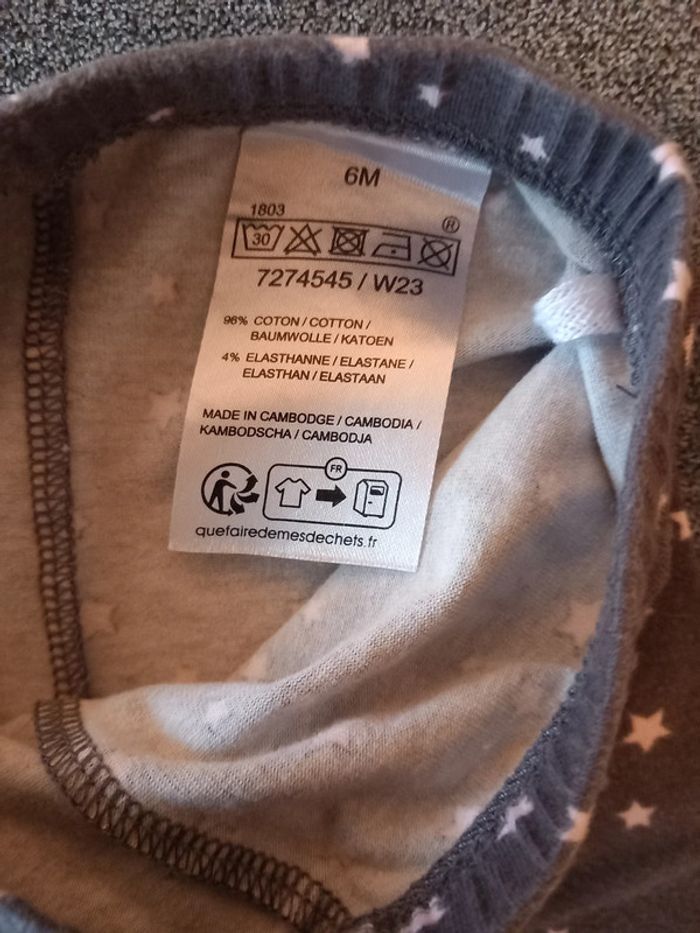 6M
1803
®
30
7274545 / W23
96% COTON / COTTON /
BAUMWOLLE / KATOEN
4% ELASTHANNE / ELASTANE /
ELASTHAN / ELASTAAN
MADE IN CAMBODGE / CAMBODIA /
KAMBODSCHA / CAMBODJA
FR
quefairedemesdechets.fr